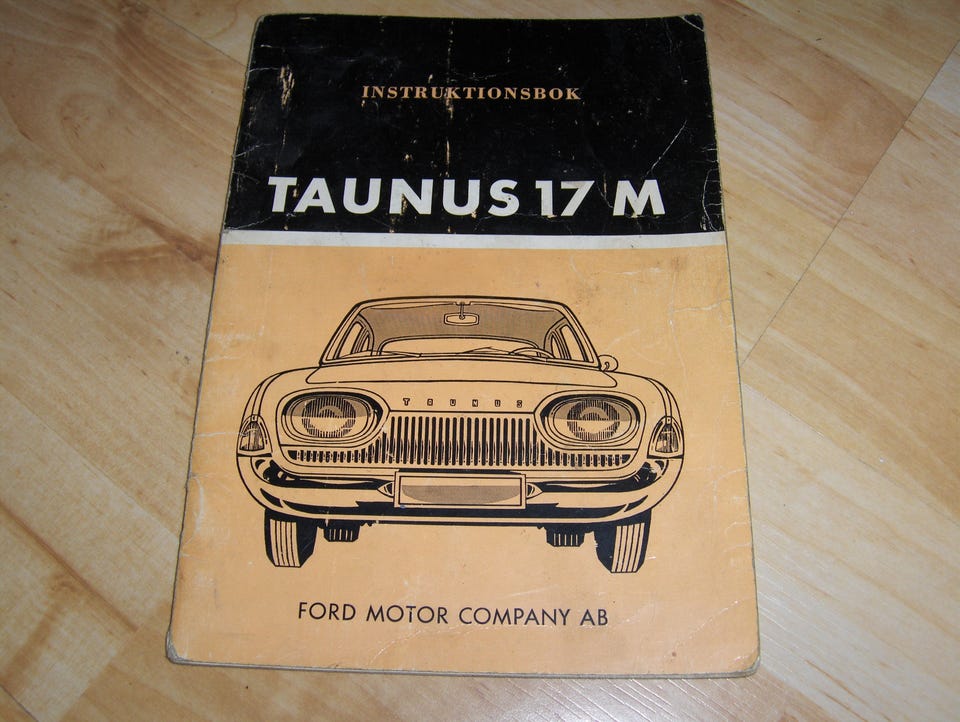 INSTRUKTIONSBOK
TAUNUS 17 M
TAUNUS
FORD MOTOR COMPANY AB